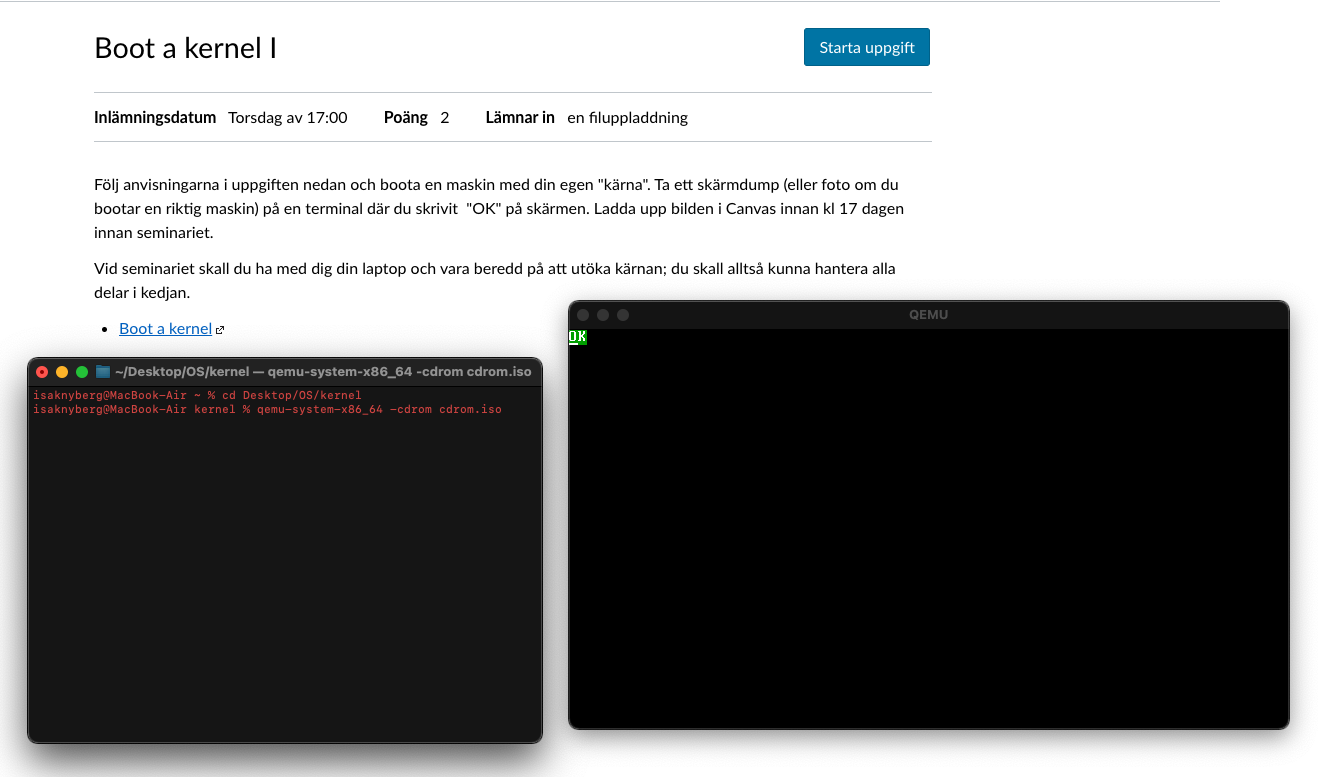 Boot a kernel I
Starta uppgift
Inlämningsdatum Torsdag av 17:00 Poäng 2 Lämnar in en filuppladdning
Följ anvisningarna i uppgiften nedan och boota en maskin med din egen "kärna". Ta ett skärmdump (eller foto om du
bootar en riktig maskin) på en terminal där du skrivit "OK" på skärmen. Ladda upp bilden i Canvas innan kl 17 dagen
innan seminariet.
Vid seminariet skall du ha med dig din laptop och vara beredd på att utöka kärnan; du skall alltså kunna hantera alla
delar i kedjan.
Boot a kernel
~/Desktop/OS/kernel — qemu-system-x86_64 -cdrom cdrom.iso
isaknyberg@MacBook-Air ~ % cd Desktop/OS/kernel
isaknyberg@MacBook-Air kernel % qemu-system-x86_64 -cdrom cdrom.iso
QEMU
OK